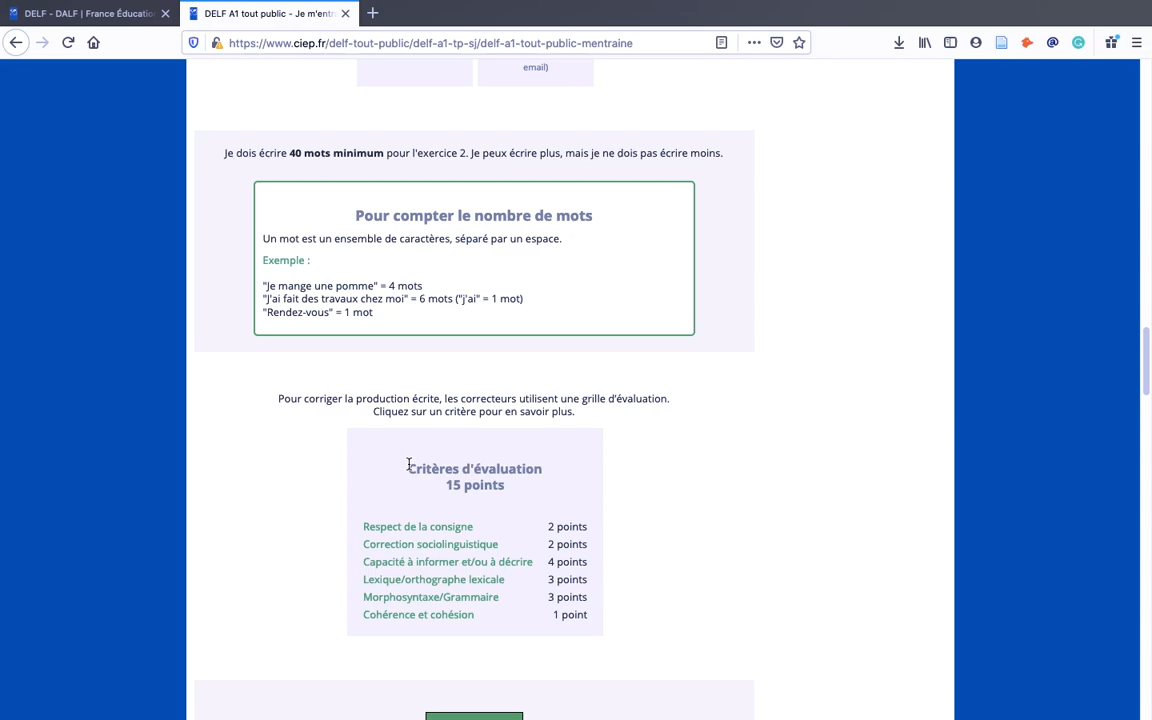 DELF - DALF | France Éducatio
DELF A1 tout public - Je m'entr
https://www.ciep.fr/delf-tout-public/delf-a1-tp-sj/delf-a1-tout-public-mentraine
email)
Je dois écrire 40 mots minimum pour l'exercice 2. Je peux écrire plus, mais je ne dois pas écrire moins.
Pour compter le nombre de mots
Un mot est un ensemble de caractères, séparé par un espace.
Exemple :
"Je mange une pomme" = 4 mots
"J'ai fait des travaux chez moi" = 6 mots ("j'ai" = 1 mot)
"Rendez-vous" = 1 mot
Pour corriger la production écrite, les correcteurs utilisent une grille d'évaluation.
Cliquez sur un critère pour en savoir plus.
Critères d'évaluation
15 points
Respect de la consigne 2 points
Correction sociolinguistique 2 points
Capacité à informer et/ou à décrire 4 points
Lexique/orthographe lexicale 3 points
Morphosyntaxe/Grammaire 3 points
Cohérence et cohésion 1 point